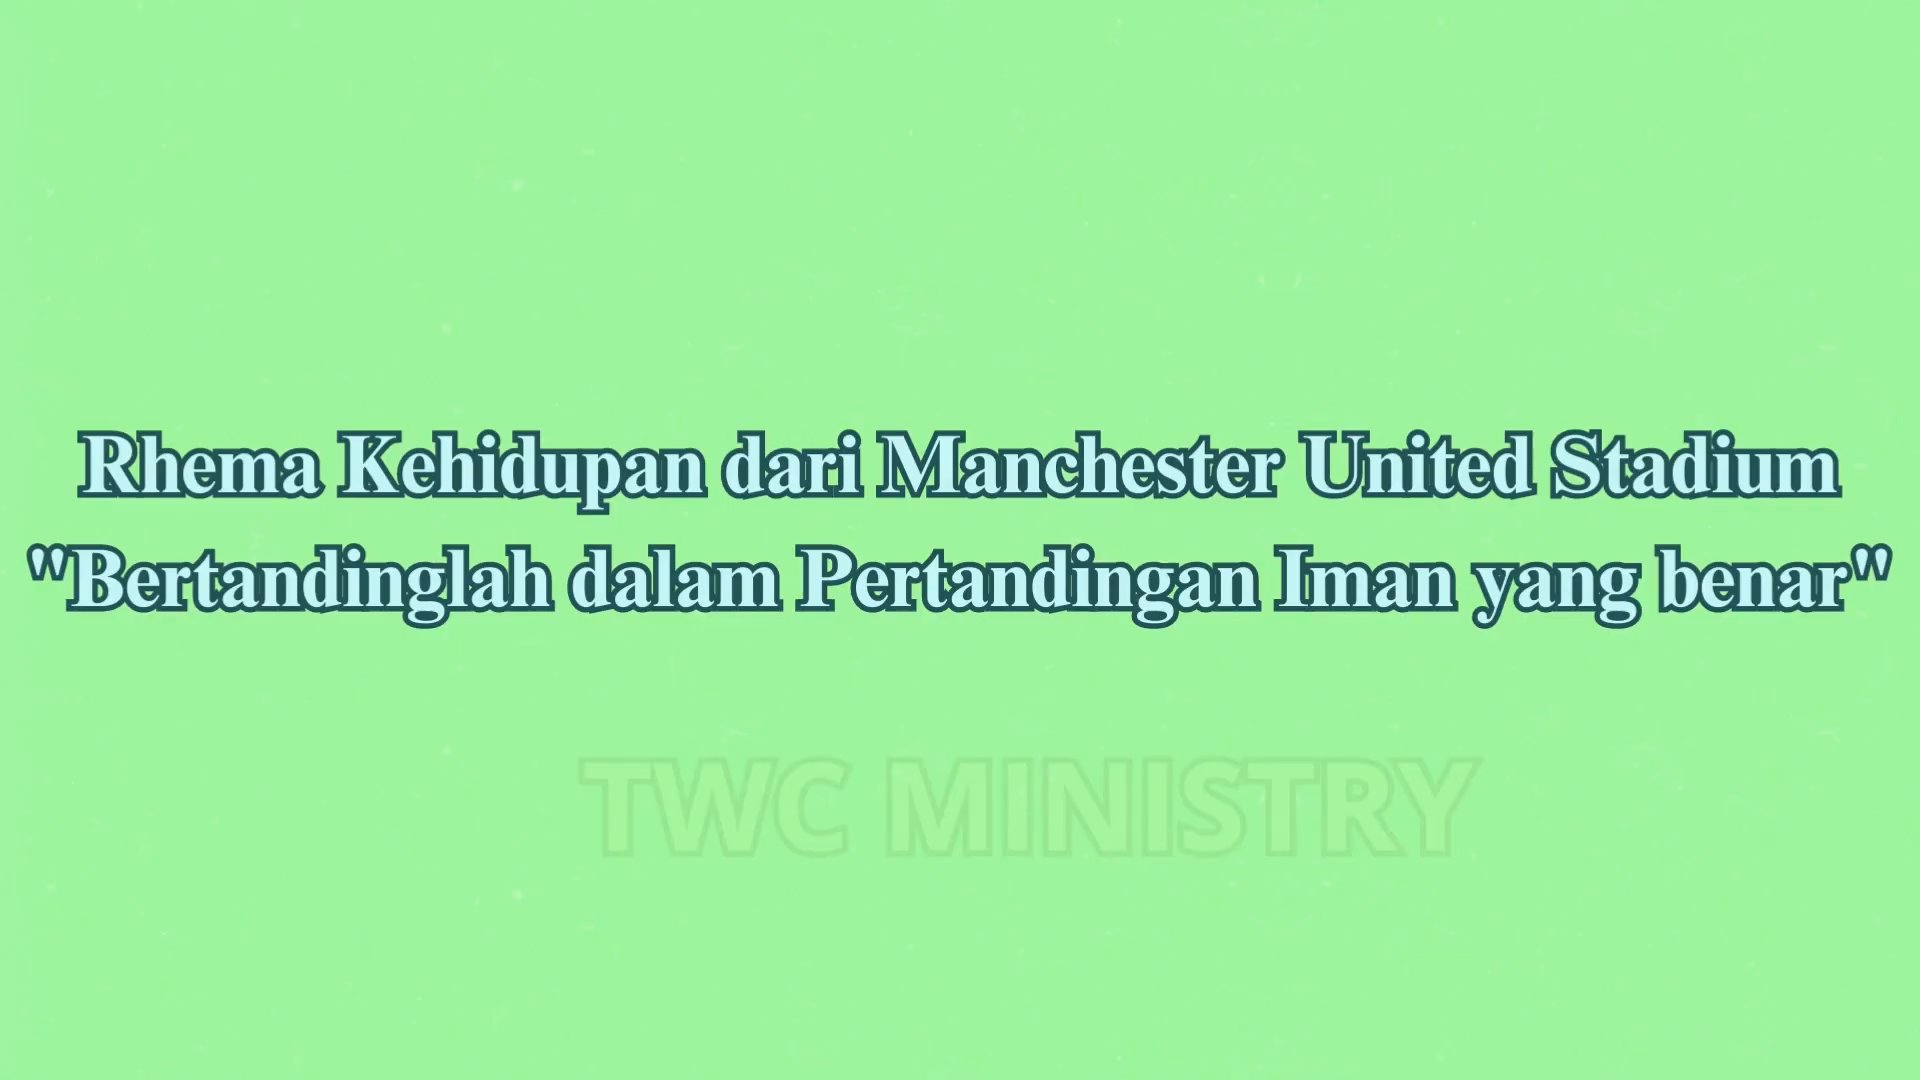 Rhema Kehidupan dari Manchester United Stadium
"Bertandinglah dalam Pertandingan Iman yang benar"
TWC MINISTRY